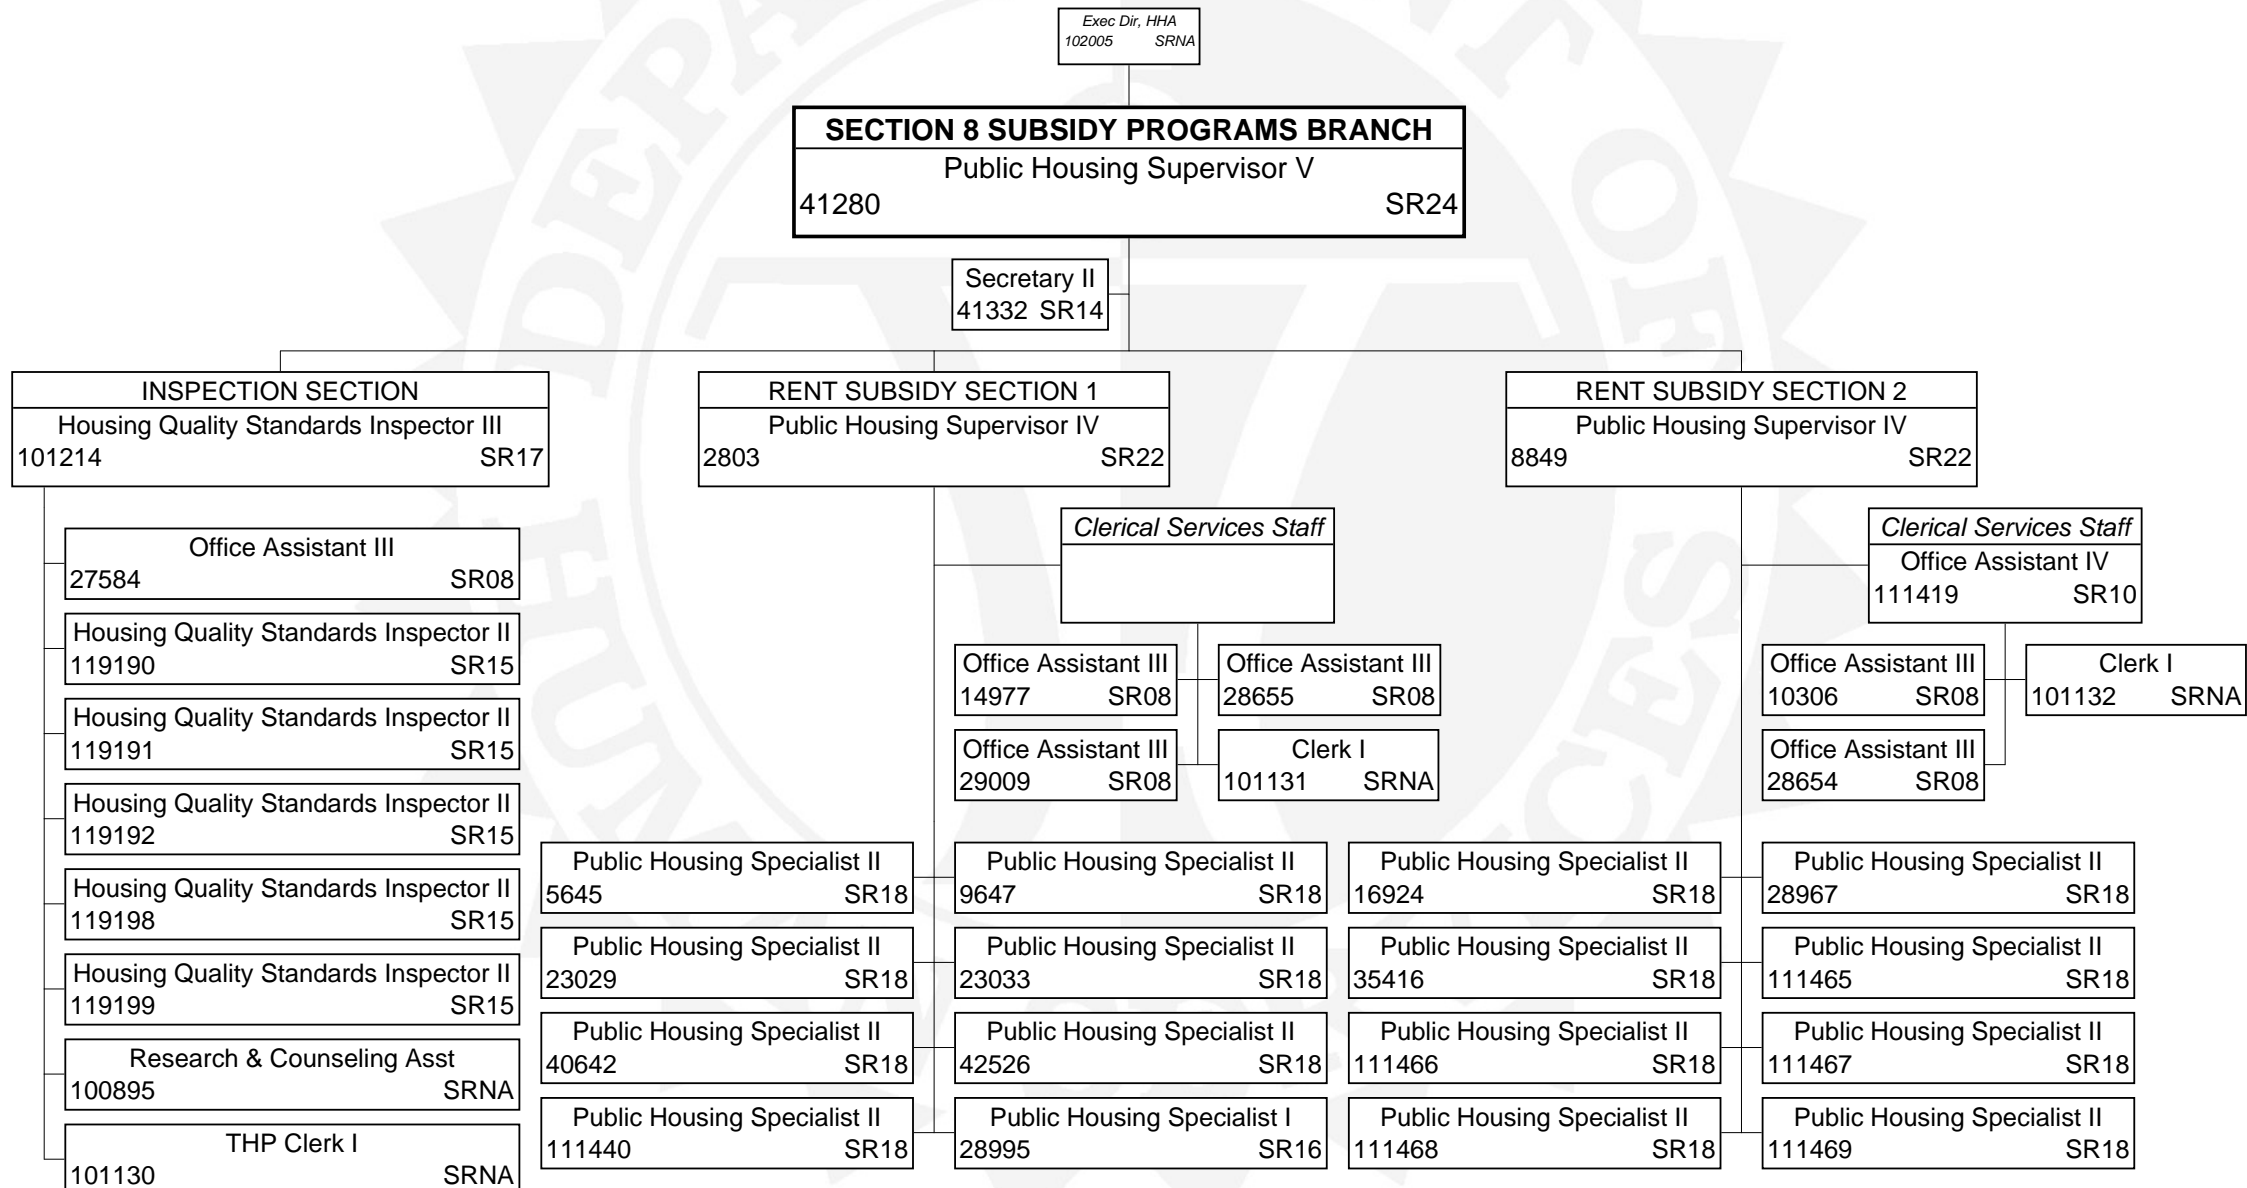 Exec Dir, HHA
102005 SRNA
SECTION 8 SUBSIDY PROGRAMS BRANCH
Public Housing Supervisor V
41280 SR24
Secretary II
41332 SR14
INSPECTION SECTION
Housing Quality Standards Inspector III
101214 SR17
Office Assistant III
27584 SR08
Housing Quality Standards Inspector II
119190 SR15
Housing Quality Standards Inspector II
119191 SR15
Housing Quality Standards Inspector II
119192 SR15
Housing Quality Standards Inspector II
119198 SR15
Housing Quality Standards Inspector II
119199 SR15
Research & Counseling Asst
100895 SRNA
THP Clerk I
101130 SRNA
RENT SUBSIDY SECTION 1
Public Housing Supervisor IV
2803 SR22
Clerical Services Staff
Office Assistant III
14977 SR08
Office Assistant III
28655 SR08
Office Assistant III
29009 SR08
Clerk I
101131 SRNA
Public Housing Specialist II
5645 SR18
Public Housing Specialist II
9647 SR18
Public Housing Specialist II
23029 SR18
Public Housing Specialist II
23033 SR18
Public Housing Specialist II
40642 SR18
Public Housing Specialist II
42526 SR18
Public Housing Specialist II
111440 SR18
Public Housing Specialist I
28995 SR16
RENT SUBSIDY SECTION 2
Public Housing Supervisor IV
8849 SR22
Clerical Services Staff
Office Assistant IV
111419 SR10
Office Assistant III
10306 SR08
Clerk I
101132 SRNA
Office Assistant III
28654 SR08
Public Housing Specialist II
16924 SR18
Public Housing Specialist II
28967 SR18
Public Housing Specialist II
35416 SR18
Public Housing Specialist II
111465 SR18
Public Housing Specialist II
111466 SR18
Public Housing Specialist II
111467 SR18
Public Housing Specialist II
111468 SR18
Public Housing Specialist II
111469 SR18